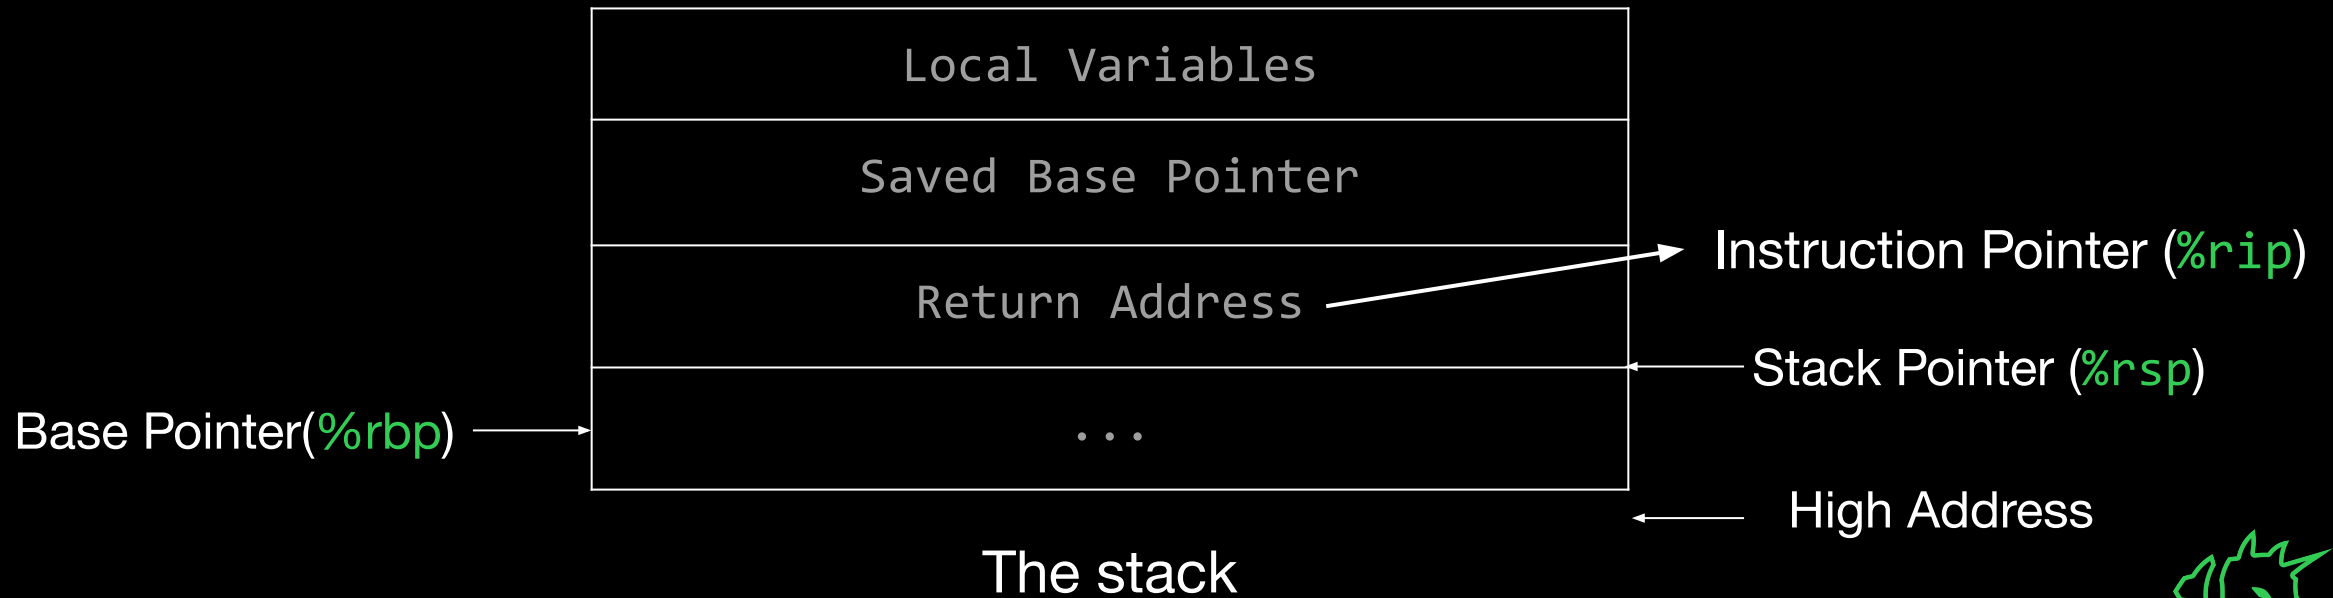 Local Variables
Saved Base Pointer
Instruction Pointer (%rip)
Return Address
Stack Pointer (%rsp)
Base Pointer(%rbp)
...
High Address
The stack